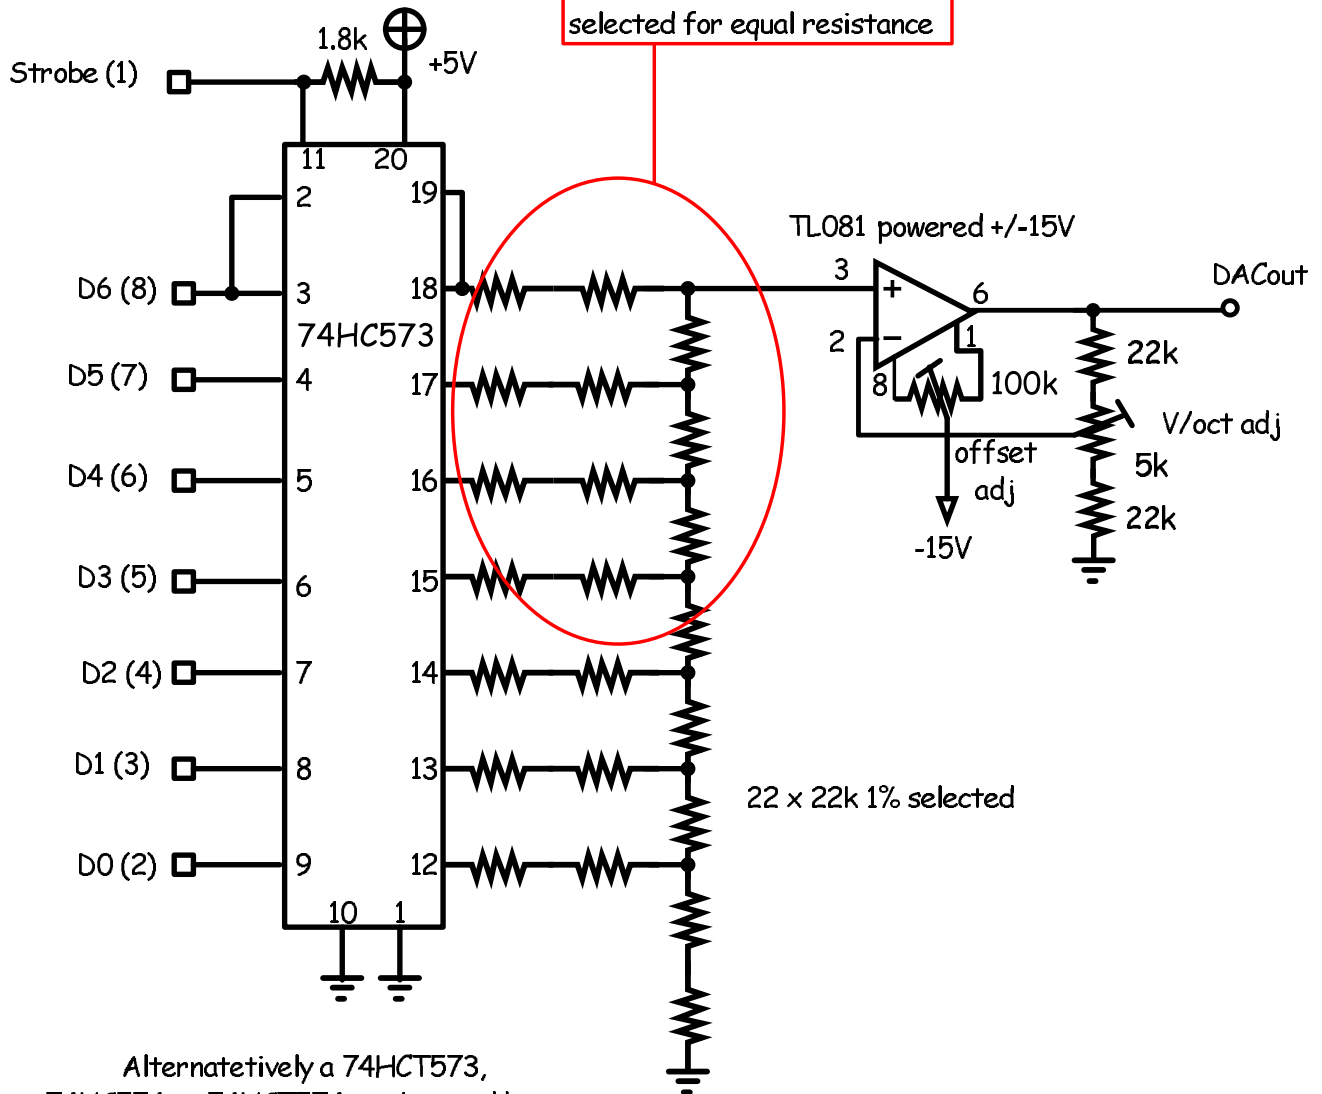 selected for equal resistance
1.8k
+5V
Strobe (1)
11
20
2
19
TL081 powered +/-15V
D6 (8)
3
18
3
6
DACout
74HC573
2
1
22k
D5 (7)
4
17
8
100k
V/oct adj
offset
adj
5k
D4 (6)
5
16
22k
-15V
D3 (5)
6
15
D2 (4)
7
14
D1 (3)
8
13
22 x 22k 1% selected
D0 (2)
9
12
10
1
Alternatetively a 74HCT573,